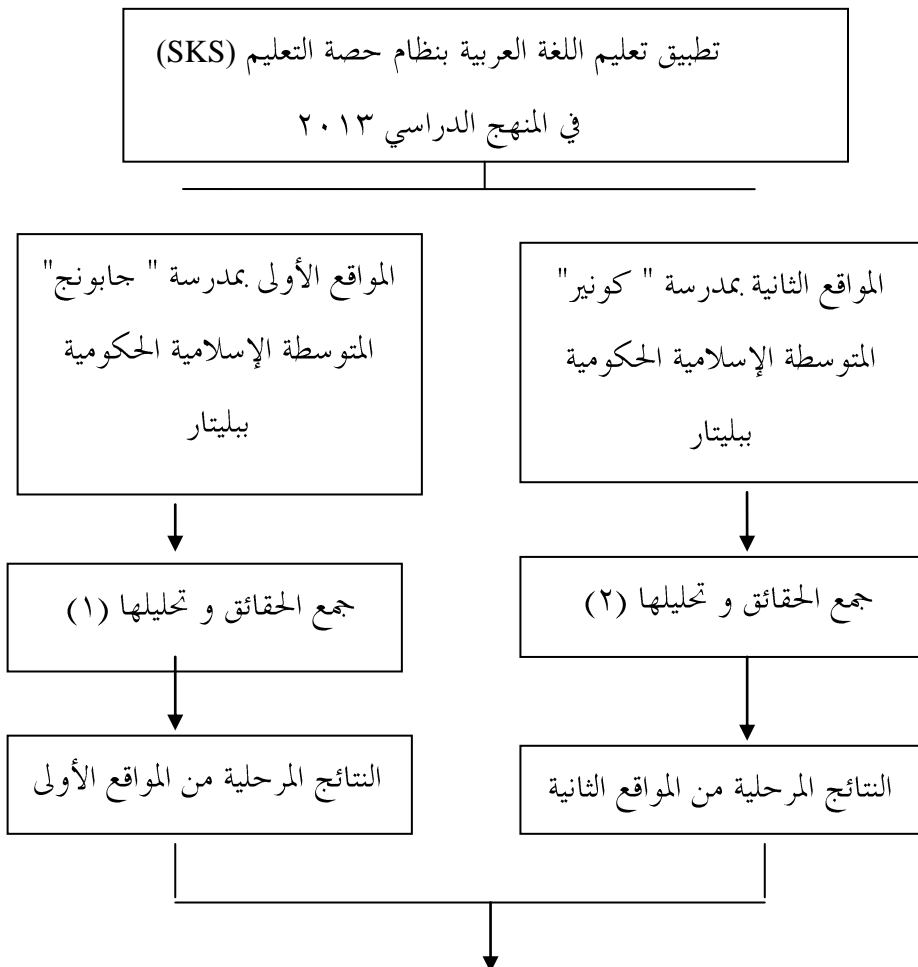 تطبيق تعليم اللغة العربية بنظام حصة التعليم (SKS)
في المنهج الدراسي ٢٠١٣
المواقع الأولى بمدرسة " جابونج"
المتوسطة الإسلامية الحكومية
ببليتار
المواقع الثانية بمدرسة " كونير"
المتوسطة الإسلامية الحكومية
ببليتار
جمع الحقائق و تحليلها (١)
جمع الحقائق و تحليلها (٢)
النتائج المرحلية من المواقع الأولى
النتائج المرحلية من المواقع الثانية